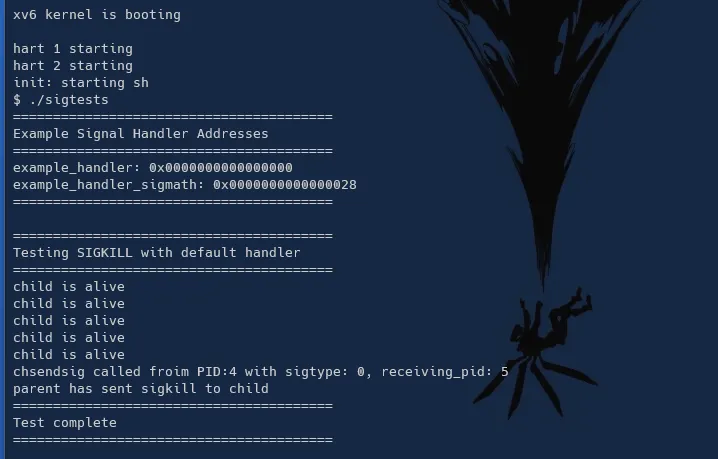 xv6 kernel is booting
hart 1 starting
hart 2 starting
init: starting sh
$ ./sigtests
========================================
Example Signal Handler Addresses
========================================
example_handler: 0x0000000000000000
example_handler_sigmath: 0x0000000000000028
========================================
========================================
Testing SIGKILL with default handler
========================================
child is alive
child is alive
child is alive
child is alive
child is alive
chsendsig called froim PID:4 with sigtype: 0, receiving_pid: 5
parent has sent sigkill to child
========================================
Test complete
========================================